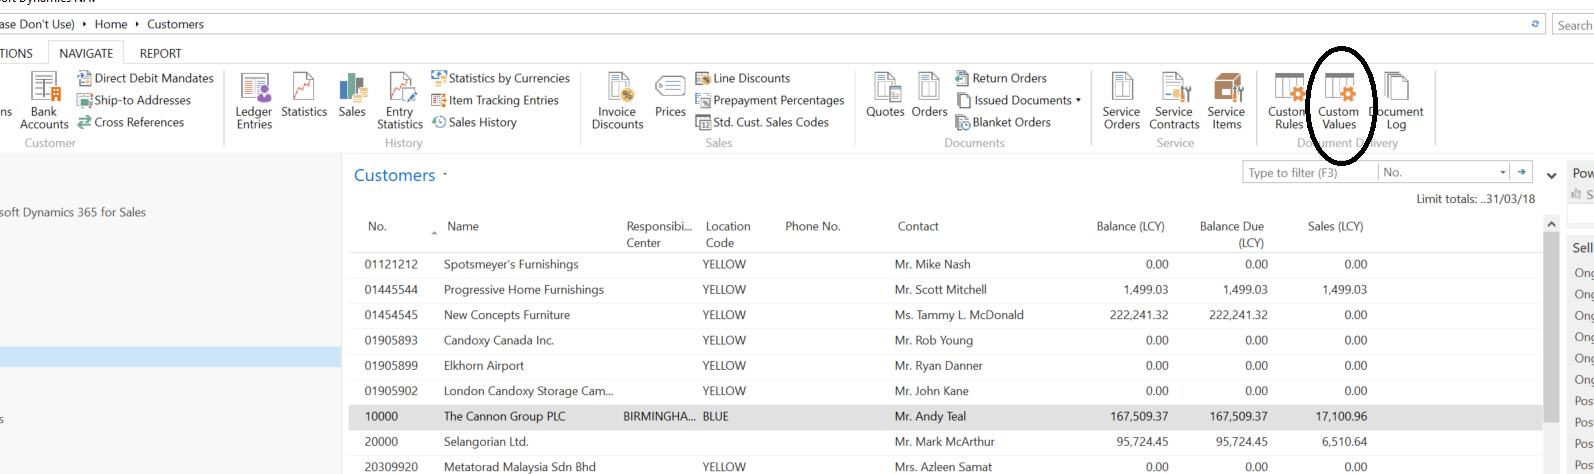 ase Don't Use) ▸ Home ▸ Customers
Search
TIONS NAVIGATE REPORT
ns Bank Accounts Direct Debit Mandates Ship-to Addresses Cross References
Customer
Ledger Entries Statistics Sales Entry Statistics Statistics by Currencies Item Tracking Entries Sales History
History
Invoice Discounts Prices Line Discounts Prepayment Percentages Std. Cust. Sales Codes
Sales
Quotes Orders Return Orders Issued Documents Blanket Orders
Documents
Service Orders Service Contracts Service Items
Service
Custom Rules Custom Values Document Log
Document Delivery
soft Dynamics 365 for Sales
s
Customers
Type to filter (F3) No.
Limit totals: ..31/03/18
No. Name Responsibi... Center Location Code Phone No. Contact Balance (LCY) Balance Due (LCY) Sales (LCY)
01121212 Spotsmeyer's Furnishings YELLOW Mr. Mike Nash 0.00 0.00 0.00
01445544 Progressive Home Furnishings YELLOW Mr. Scott Mitchell 1,499.03 1,499.03 1,499.03
01454545 New Concepts Furniture YELLOW Ms. Tammy L. McDonald 222,241.32 222,241.32 0.00
01905893 Candoxy Canada Inc. YELLOW Mr. Rob Young 0.00 0.00 0.00
01905899 Elkhorn Airport YELLOW Mr. Ryan Danner 0.00 0.00 0.00
01905902 London Candoxy Storage Cam... YELLOW Mr. John Kane 0.00 0.00 0.00
10000 The Cannon Group PLC BIRMINGHA... BLUE Mr. Andy Teal 167,509.37 167,509.37 17,100.96
20000 Selangorian Ltd. Mr. Mark McArthur 95,724.45 95,724.45 6,510.64
20309920 Metatorad Malaysia Sdn Bhd YELLOW Mrs. Azleen Samat 0.00 0.00 0.00
Pow
S
Sell
Ong
Ong
Ong
Ong
Ong
Ong
Pos
Pos
Pos
Pos